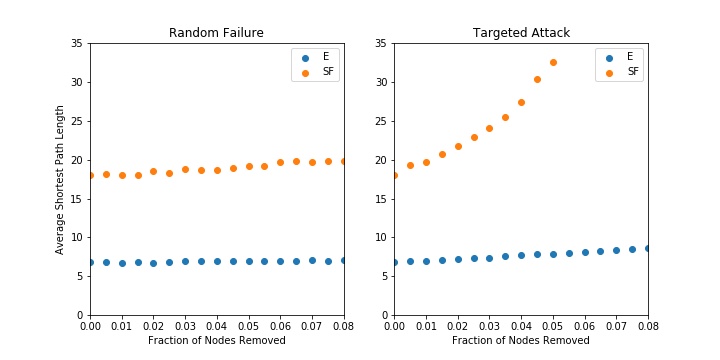 Random Failure
35
30
25
20
15
10
5
0
0.00 0.01 0.02 0.03 0.04 0.05 0.06 0.07 0.08
Average Shortest Path Length
Fraction of Nodes Removed
E
SF
Targeted Attack
35
30
25
20
15
10
5
0
0.00 0.01 0.02 0.03 0.04 0.05 0.06 0.07 0.08
Fraction of Nodes Removed
E
SF